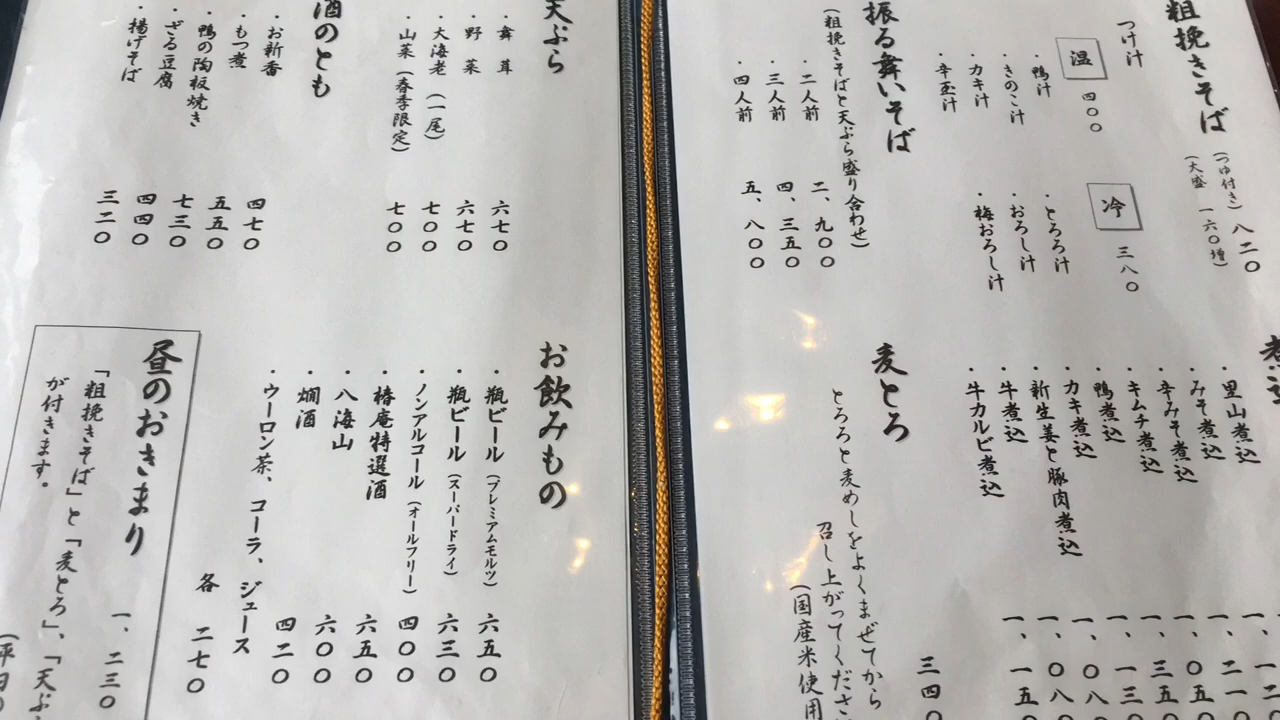 粗挽きそば
(つゆ付き) 八二〇
(大盛 一六〇増)
つけ汁
温 四〇〇
・鴨汁
・きのこ汁
・カキ汁
・辛玉汁
冷 三八〇
・とろろ汁
・おろし汁
・梅おろし汁
振る舞いそば
(粗挽きそばと天ぷら盛り合わせ)
・二人前 二、九〇〇
・三人前 四、三五〇
・四人前 五、八〇〇
・里山煮込
・みそ煮込
・辛みそ煮込
・キムチ煮込
・鴨煮込
・カキ煮込
・新生姜と豚肉煮込
・牛煮込
・牛カルビ煮込
麦とろ 三四〇
とろろと麦めしをよくまぜてから
召し上がってくださ
(国産米使用
天ぷら
・舞茸 六七〇
・野菜 六七〇
・大海老(一尾) 七〇〇
・山菜(春季限定) 七〇〇
酒のとも
・お新香 四七〇
・もつ煮 五五〇
・鴨の陶板焼き 七三〇
・ざる豆腐 四四〇
・揚げそば 三二〇
お飲みもの
・瓶ビール(プレミアムモルツ) 六五〇
・瓶ビール(スーパードライ) 六三〇
・ノンアルコール(オールフリー) 四〇〇
・椿庵特選酒 六五〇
・八海山 六〇〇
・燗酒 四二〇
・ウーロン茶、コーラ、ジュース
各 二七〇
昼のおきまり 一、二三〇
「粗挽きそば」と「麦とろ」、「天ぷ
が付きます。